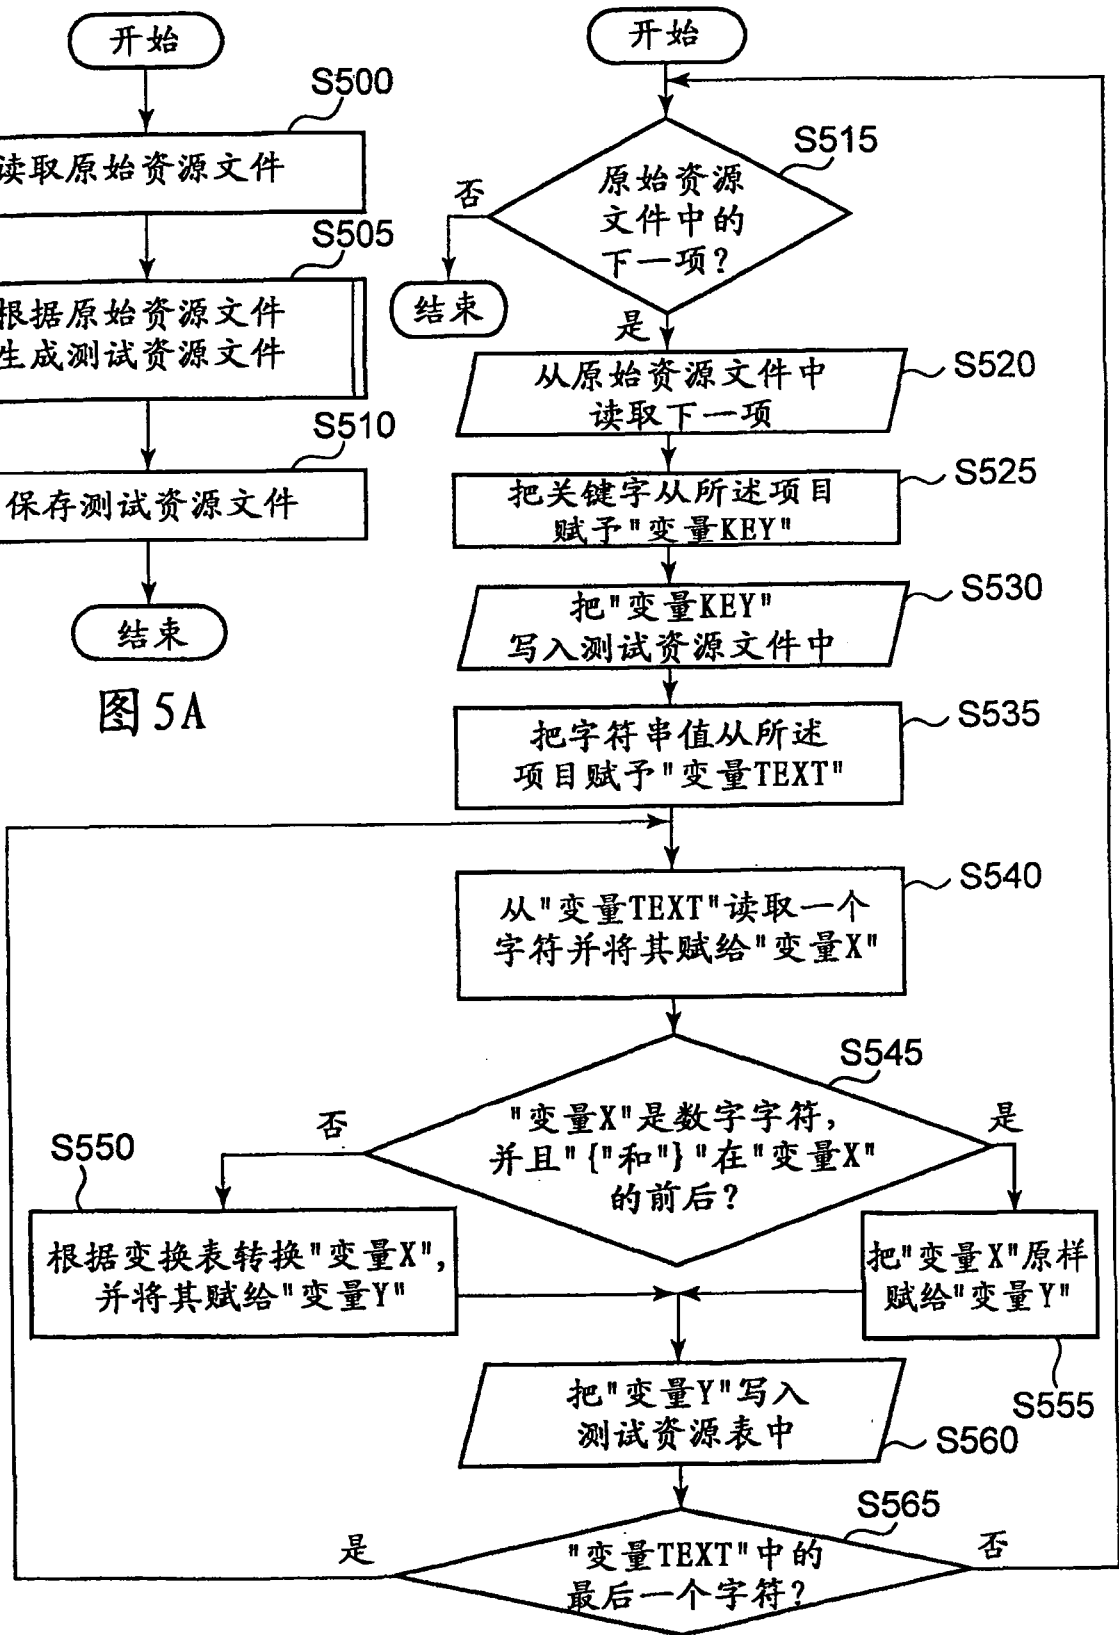 开始
S500
读取原始资源文件
S505
根据原始资源文件
生成测试资源文件
S510
保存测试资源文件
结束
图5A
开始
S515
原始资源
文件中的
下一项?
否
结束
是
从原始资源文件中
读取下一项
S520
把关键字从所述项目
赋予"变量KEY"
S525
把"变量KEY"
写入测试资源文件中
S530
把字符串值从所述
项目赋予"变量TEXT"
S535
从"变量TEXT"读取一个
字符并将其赋给"变量X"
S540
S545
"变量X"是数字字符,
并且"{"和"}"在"变量X"
的前后?
否
是
S550
根据变换表转换"变量X",
并将其赋给"变量Y"
把"变量X"原样
赋给"变量Y"
S555
把"变量Y"写入
测试资源表中
S560
S565
"变量TEXT"中的
最后一个字符?
是
否